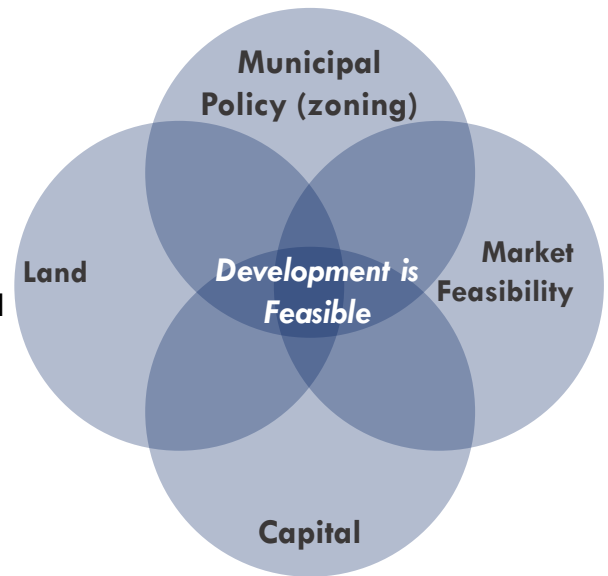 Municipal
Policy (zoning)
Land
Development is
Feasible
Market
Feasibility
Capital